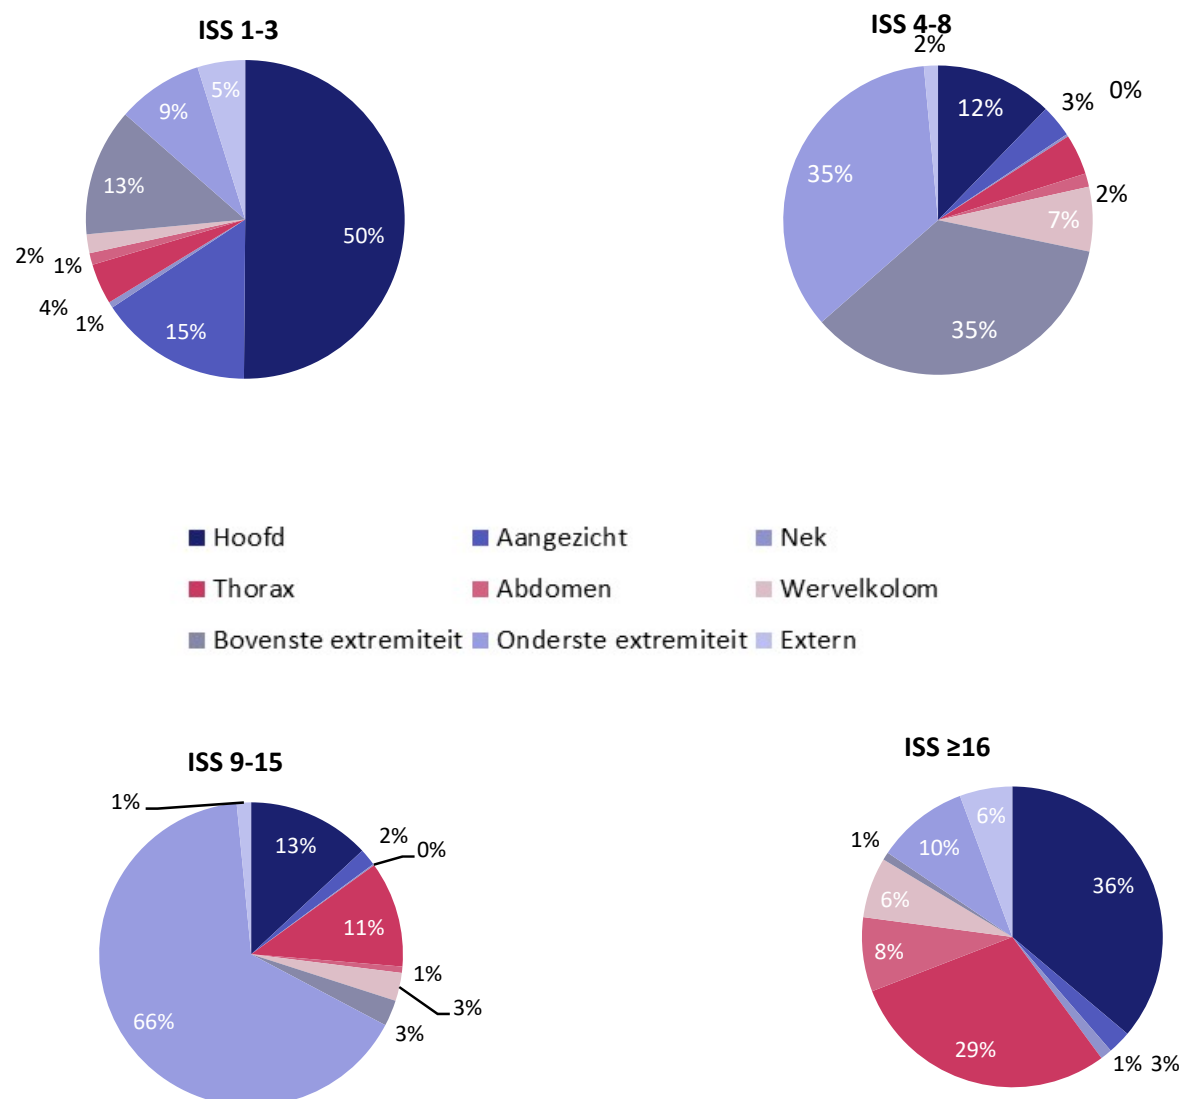 ISS 1-3
5%
9%
13%
50%
2%
1%
4%
1%
15%
ISS 4-8
2%
12%
3%
0%
35%
2%
7%
35%
Hoofd
Aangezicht
Nek
Thorax
Abdomen
Wervelkolom
Bovenste extremiteit
Onderste extremiteit
Extern
ISS 9-15
1%
13%
2%
0%
11%
1%
3%
3%
66%
ISS ≥16
6%
1%
10%
36%
6%
8%
29%
1%
3%